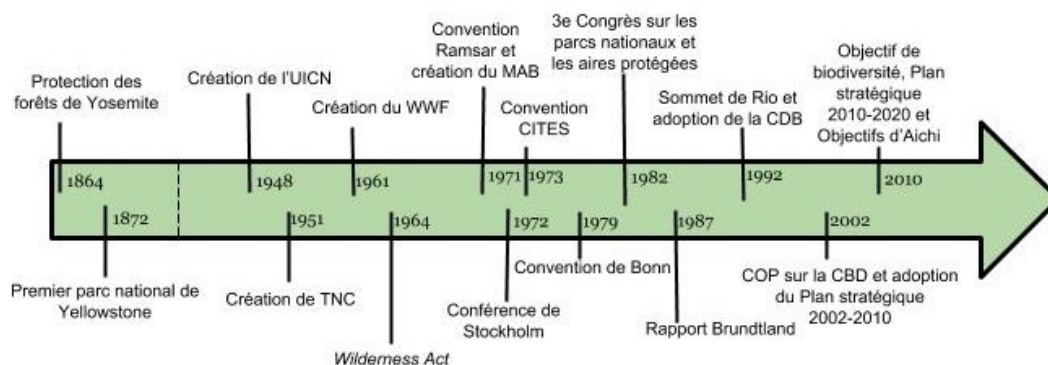 Protection des
forêts de Yosemite
Création de l'UICN
Création du WWF
Convention
Ramsar et
création du MAB
Convention
CITES
3e Congrès sur les
parcs nationaux et
les aires protégées
Sommet de Rio et
adoption de la CDB
Objectif de
biodiversité, Plan
stratégique
2010-2020 et
Objectifs d'Aichi
1864
1948
1961
1971
1973
1982
1992
2010
1872
1951
1964
1972
1979
1987
2002
Premier parc national de
Yellowstone
Création de TNC
Wilderness Act
Conférence de
Stockholm
Convention de Bonn
Rapport Brundtland
COP sur la CBD et adoption
du Plan stratégique
2002-2010